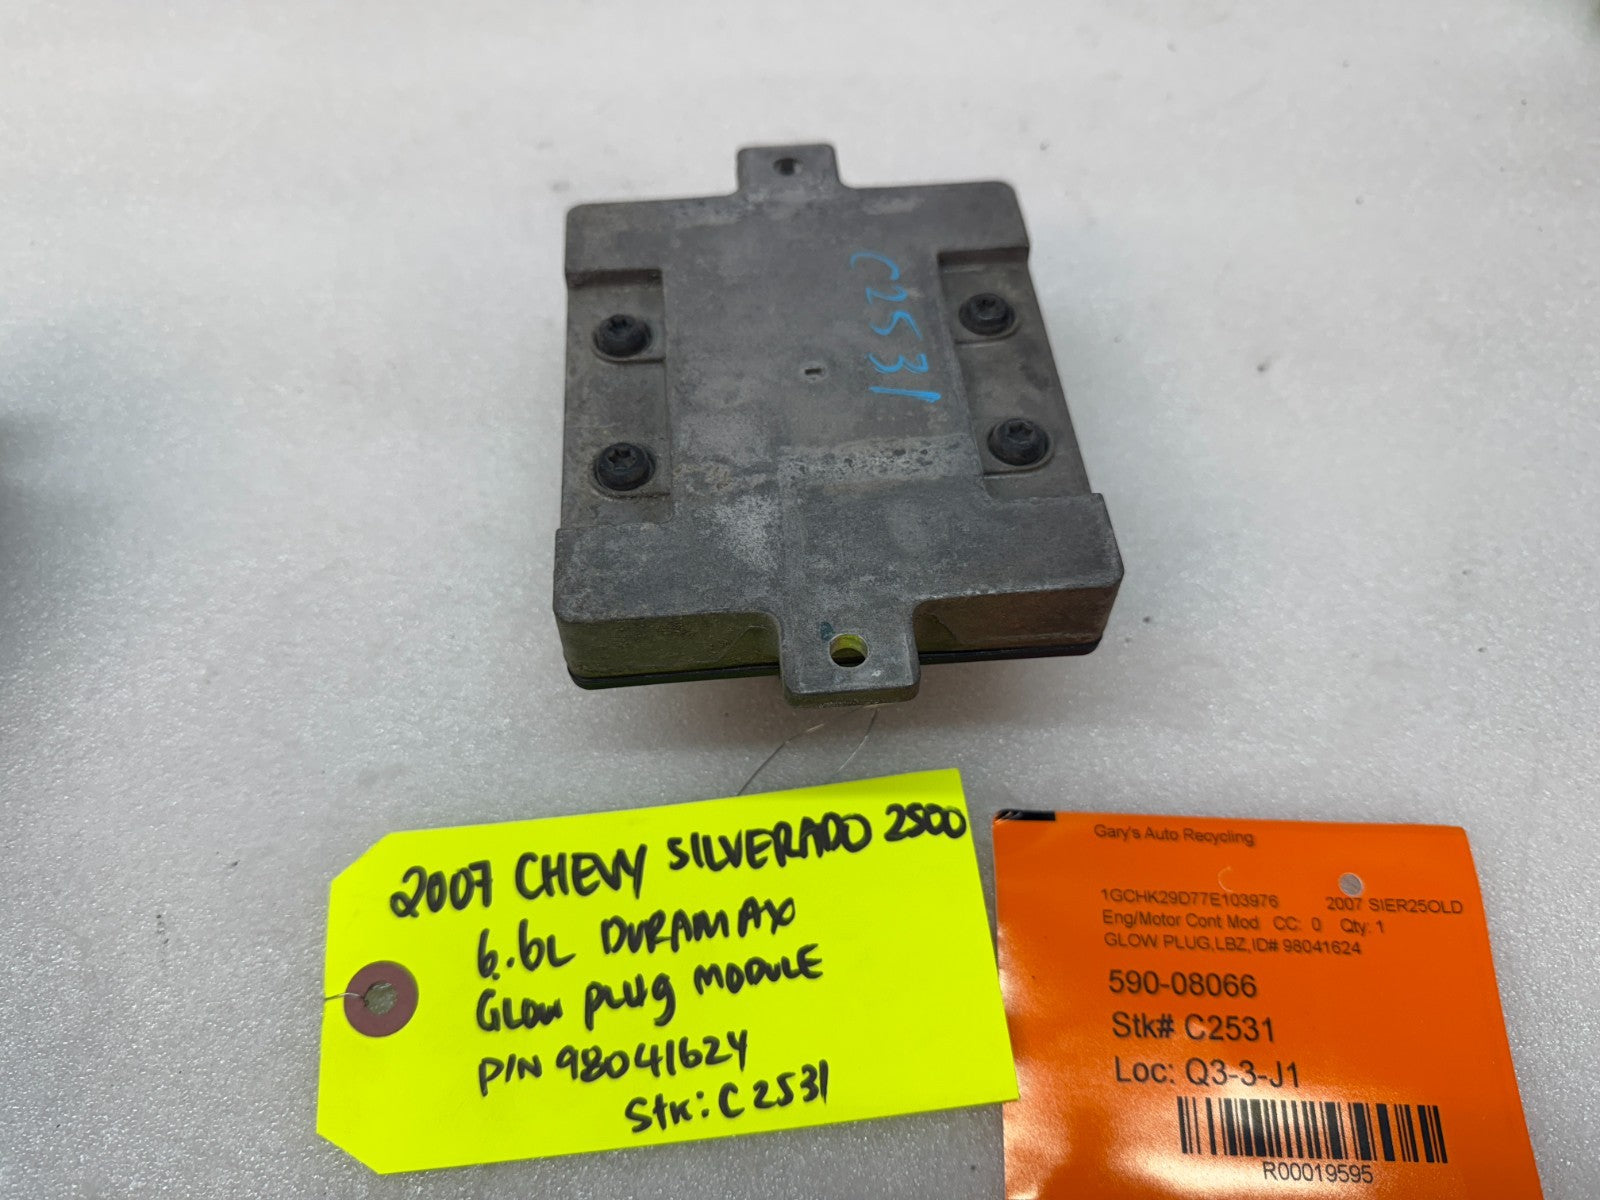 C2531
2007 CHEVY SILVERADO 2500
6.6L DURAMAX
GLOW PLUG MODULE
P/N 98041624
Stk: C2531
Gary's Auto Recycling
1GCHK29D77E103976 2007 SIER25OLD
Eng/Motor Cont Mod CC: 0 Qty: 1
GLOW PLUG,LBZ,ID# 98041624
590-08066
Stk# C2531
Loc: Q3-3-J1
R00019595